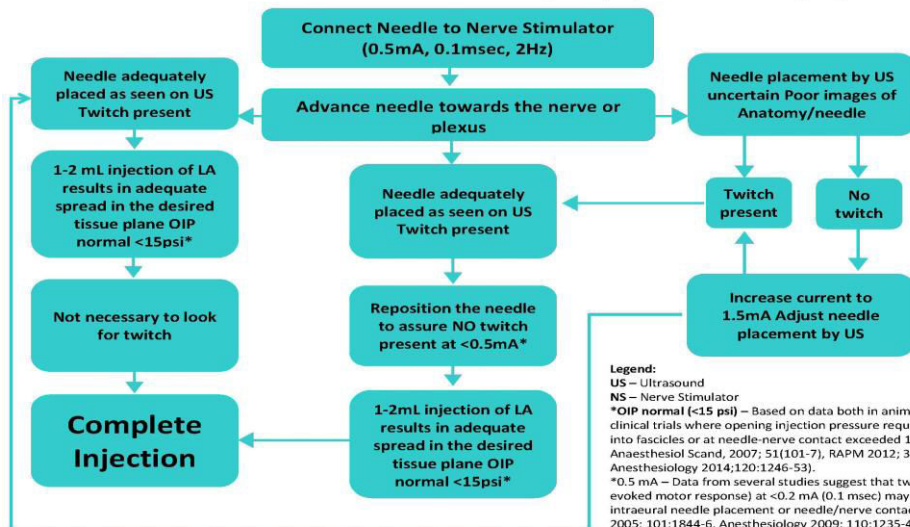 Connect Needle to Nerve Stimulator
(0.5mA, 0.1msec, 2Hz)
Needle adequately
placed as seen on US
Twitch present
Advance needle towards the nerve or
plexus
Needle placement by US
uncertain Poor images of
Anatomy/needle
1-2 mL injection of LA
results in adequate
spread in the desired
tissue plane OIP
normal <15psi*
Needle adequately
placed as seen on US
Twitch present
Twitch
present
No
twitch
Not necessary to look
for twitch
Reposition the needle
to assure NO twitch
present at <0.5mA*
Increase current to
1.5mA Adjust needle
placement by US
Complete
Injection
1-2mL injection of LA
results in adequate
spread in the desired
tissue plane OIP
normal <15psi*
Legend:
US – Ultrasound
NS – Nerve Stimulator
*OIP normal (<15 psi) – Based on data both in anim
clinical trials where opening injection pressure requ
into fascicles or at needle-nerve contact exceeded 1
Anaesthesiol Scand, 2007; 51(101-7), RAPM 2012; 3
Anesthesiology 2014;120:1246-53).
*0.5 mA – Data from several studies suggest that tw
evoked motor response) at <0.2 mA (0.1 msec) may
intraeural needle placement or needle/nerve contac
2005; 101:1844-6, Anesthesiology 2009; 110:1235-4